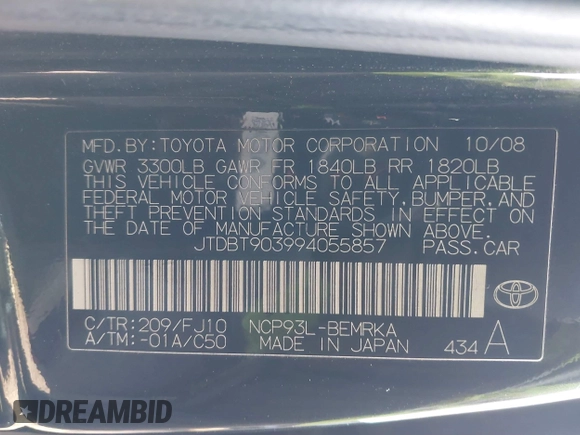 MFD.BY:TOYOTA MOTOR CORPORATION 10/08
GVWR 3300LB GAWR FR 1840LB RR 1820LB
THIS VEHICLE CONFORMS TO ALL APPLICABLE
FEDERAL MOTOR VEHICLE SAFETY,BUMPER,AND
THEFT PREVENTION STANDARDS IN EFFECT ON
THE DATE OF MANUFACTURE SHOWN ABOVE.
JTDBT903994055857 PASS.CAR
C/TR:209/FJ10 NCP93L-BEMRKA
A/TM:-01A/C50 MADE IN JAPAN 434 A
DREAMBID